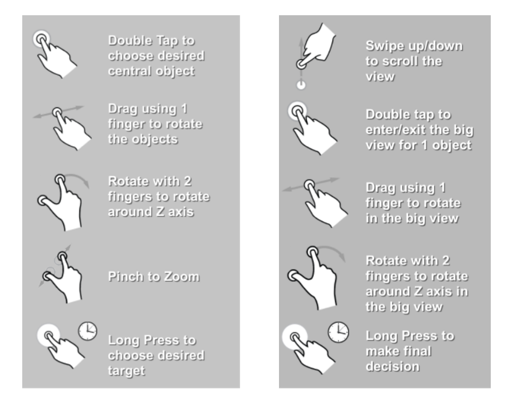 Double Tap to
choose desired
central object
Drag using 1
finger to rotate
the objects
Rotate with 2
fingers to rotate
around Z axis
Pinch to Zoom
Long Press to
choose desired
target
Swipe up/down
to scroll the
view
Double tap to
enter/exit the big
view for 1 object
Drag using 1
finger to rotate
in the big view
Rotate with 2
fingers to rotate
around Z axis in
the big view
Long Press to
make final
decision